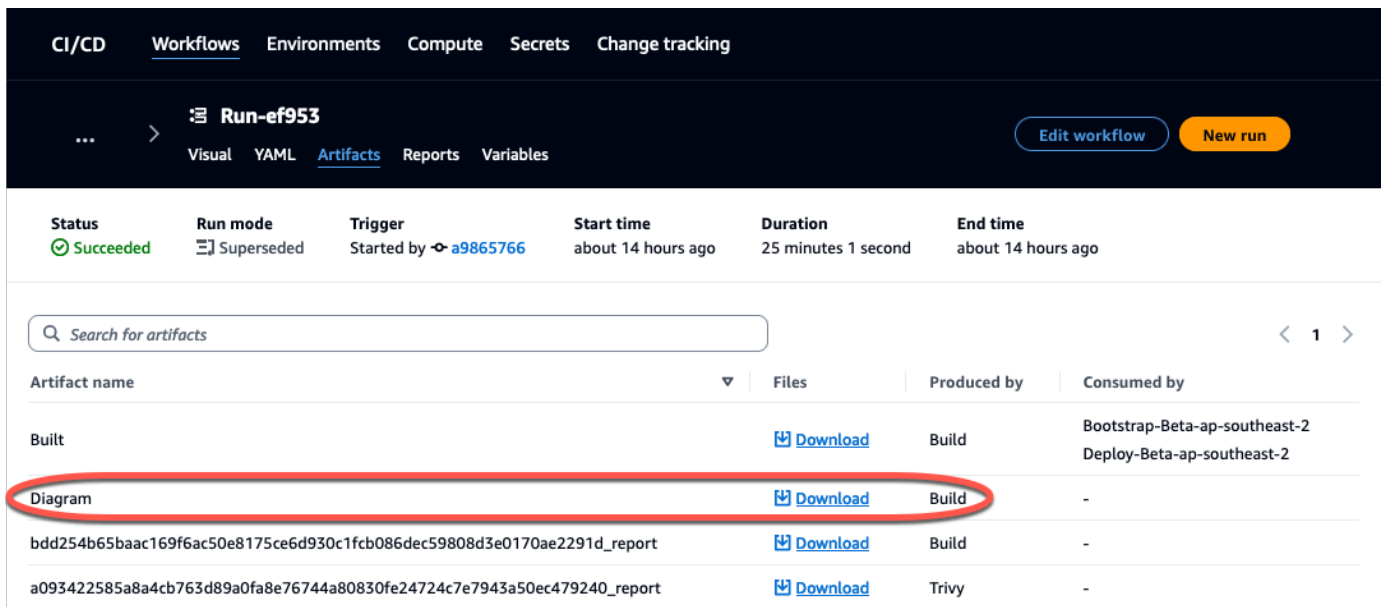 CI/CD Workflows Environments Compute Secrets Change tracking
... Run-ef953
Edit workflow New run
Visual YAML Artifacts Reports Variables
Status Run mode Trigger Start time Duration End time
Succeeded Superseded Started by a9865766 about 14 hours ago 25 minutes 1 second about 14 hours ago
Search for artifacts 1
Artifact name Files Produced by Consumed by
Built Download Build Bootstrap-Beta-ap-southeast-2
Deploy-Beta-ap-southeast-2
Diagram Download Build -
bdd254b65baac169f6ac50e8175ce6d930c1fcb086dec59808d3e0170ae2291d_report Download Build -
a093422585a8a4cb763d89a0fa8e76744a80830fe24724c7e7943a50ec479240_report Download Trivy -